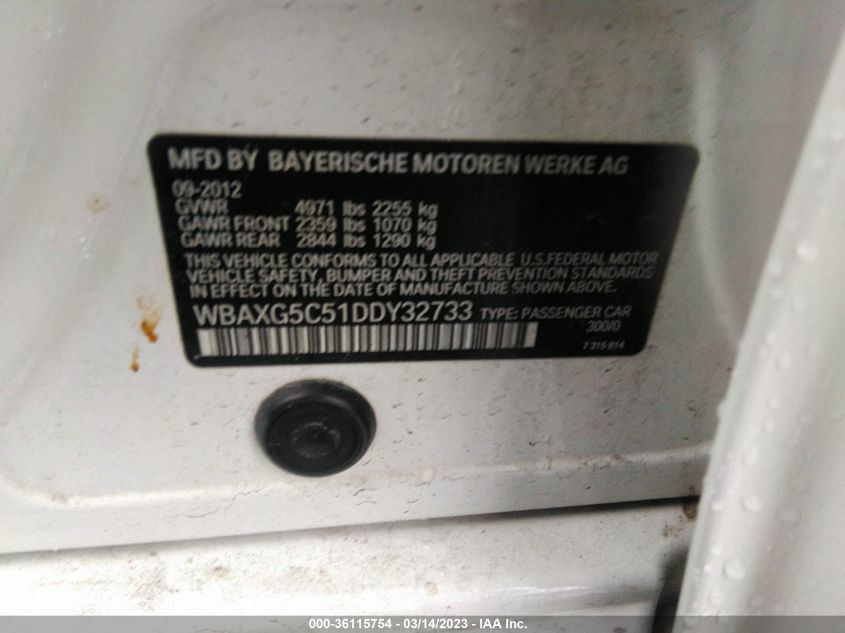 MFD BY BAYERISCHE MOTOREN WERKE AG
09-2012
GVWR 4971 lbs 2255 kg
GAWR FRONT 2359 lbs 1070 kg
GAWR REAR 2844 lbs 1290 kg
THIS VEHICLE CONFORMS TO ALL APPLICABLE U.S.FEDERAL MOTOR
VEHICLE SAFETY, BUMPER AND THEFT PREVENTION STANDARDS
IN EFFECT ON THE DATE OF MANUFACTURE SHOWN ABOVE.
WBAXG5C51DDY32733 TYPE: PASSENGER CAR
300/0
7 315 814
000-36115754 - 03/14/2023 - IAA Inc.